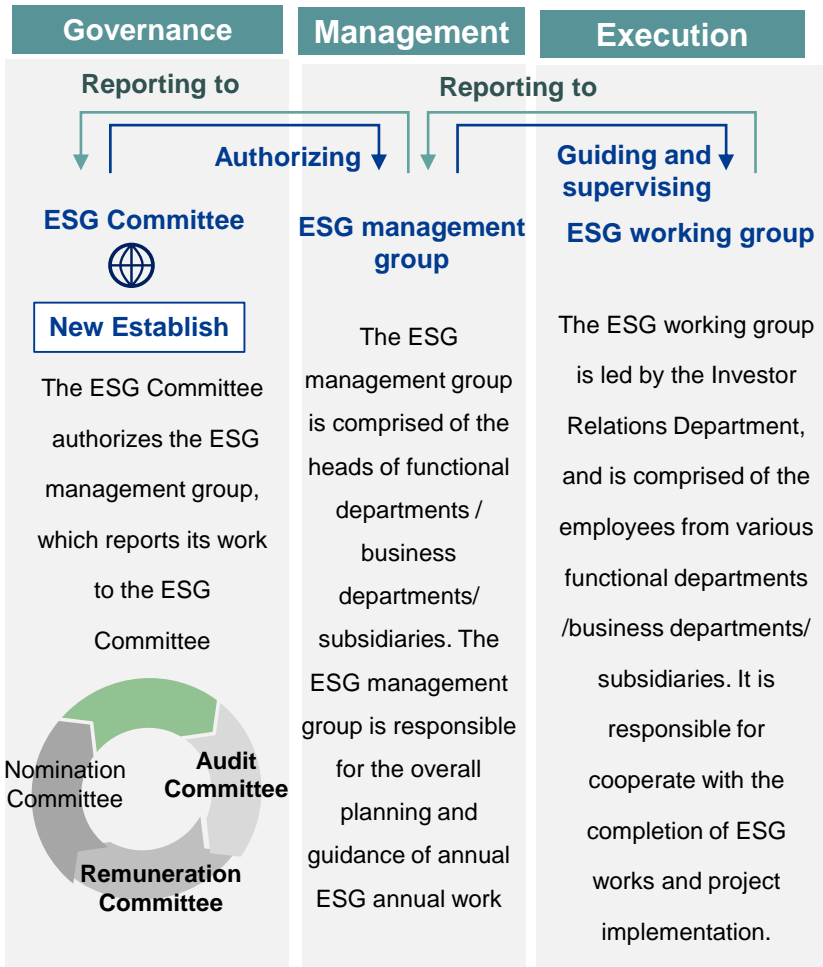 Governance
Reporting to
Authorizing
ESG Committee
New Establish
The ESG Committee
authorizes the ESG
management group,
which reports its work
to the ESG
Committee
Nomination
Committee
Audit
Committee
Remuneration
Committee
Management
Reporting to
Guiding and
supervising
ESG management
group
The ESG
management group
is comprised of the
heads of functional
departments /
business
departments/
subsidiaries. The
ESG management
group is responsible
for the overall
planning and
guidance of annual
ESG annual work
Execution
ESG working group
The ESG working group
is led by the Investor
Relations Department,
and is comprised of the
employees from various
functional departments
/business departments/
subsidiaries. It is
responsible for
cooperate with the
completion of ESG
works and project
implementation.